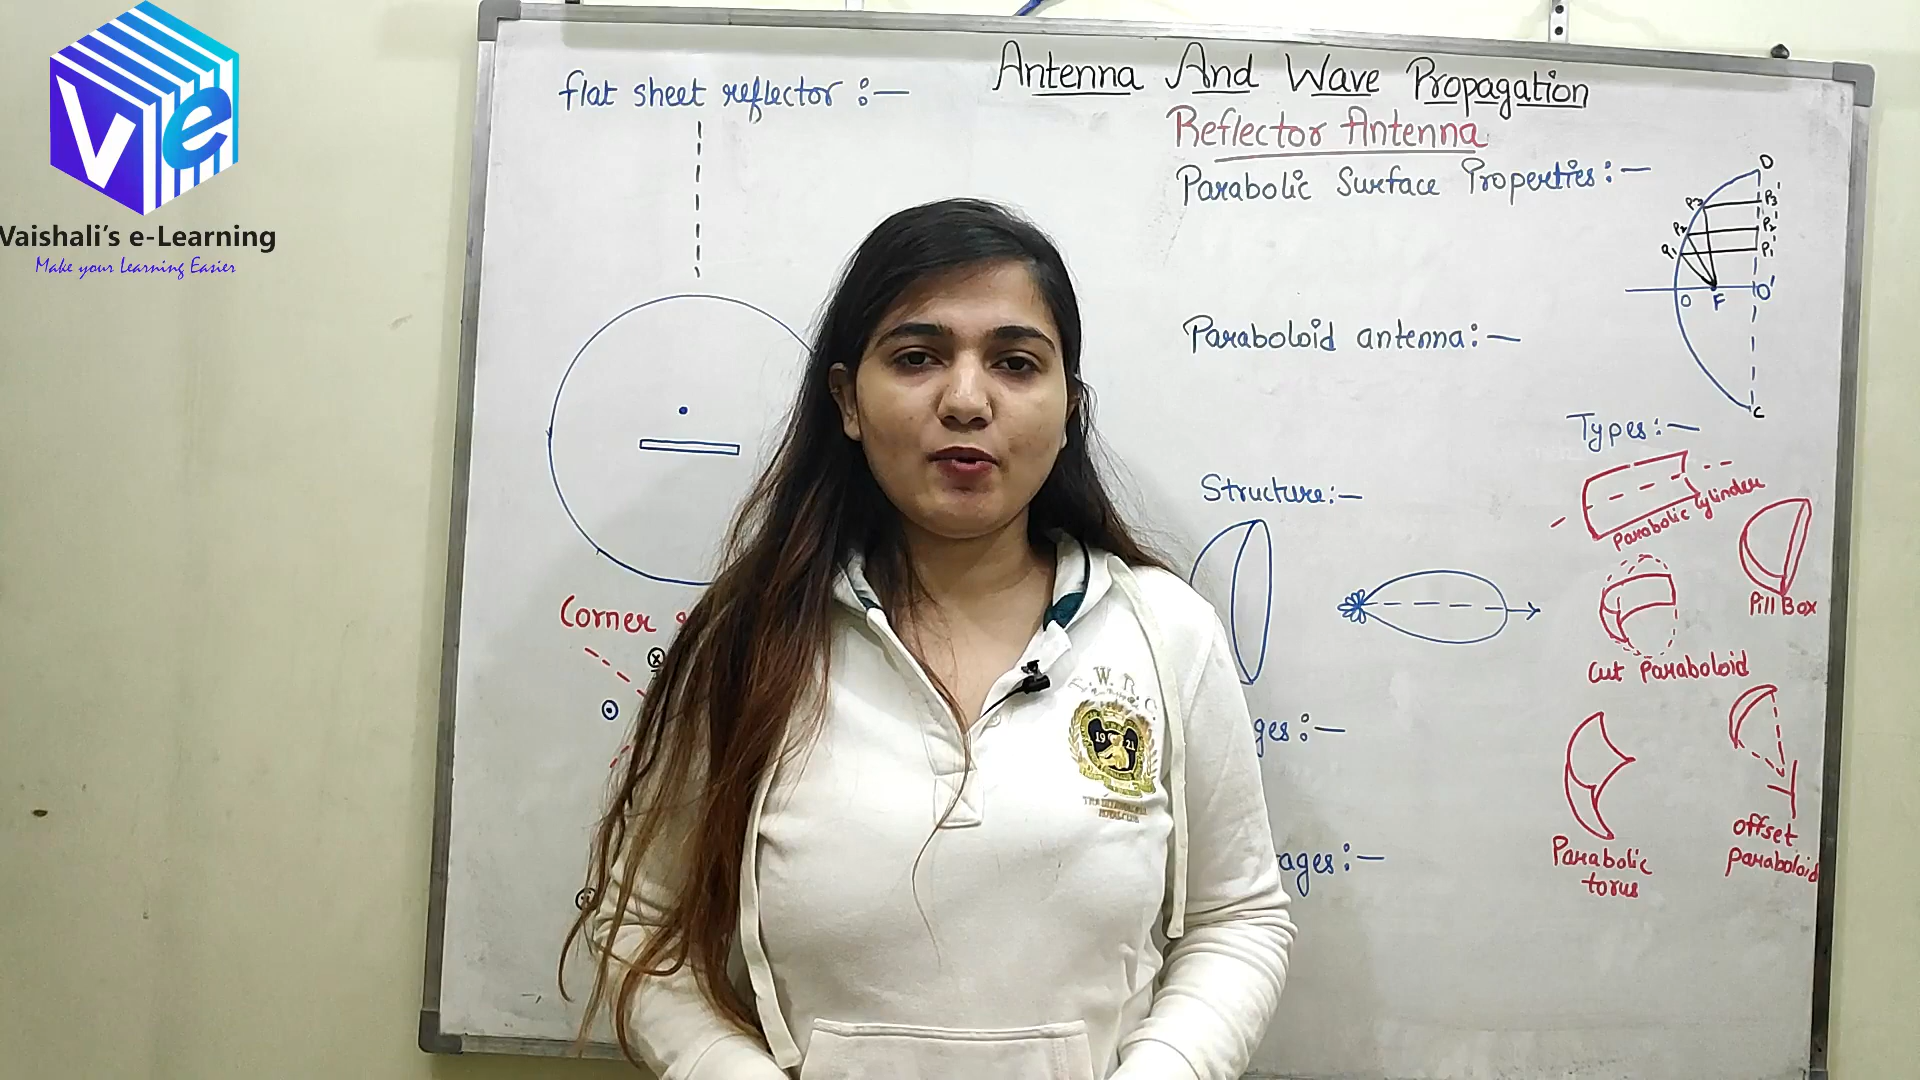 Vaishali's e-Learning
Make your Learning Easier
Antenna And Wave Propagation
Reflector Antenna
flat sheet reflector :—
Parabolic Surface Properties:—
D
P3 P3'
P2 P2'
P1 P1'
O F O'
C
Paraboloid antenna:—
Types:—
Parabolic cylinder
Pill Box
Structure:—
Cut Paraboloid
Corner
ges:—
offset
paraboloid
Parabolic
torus
ages:—
19 21